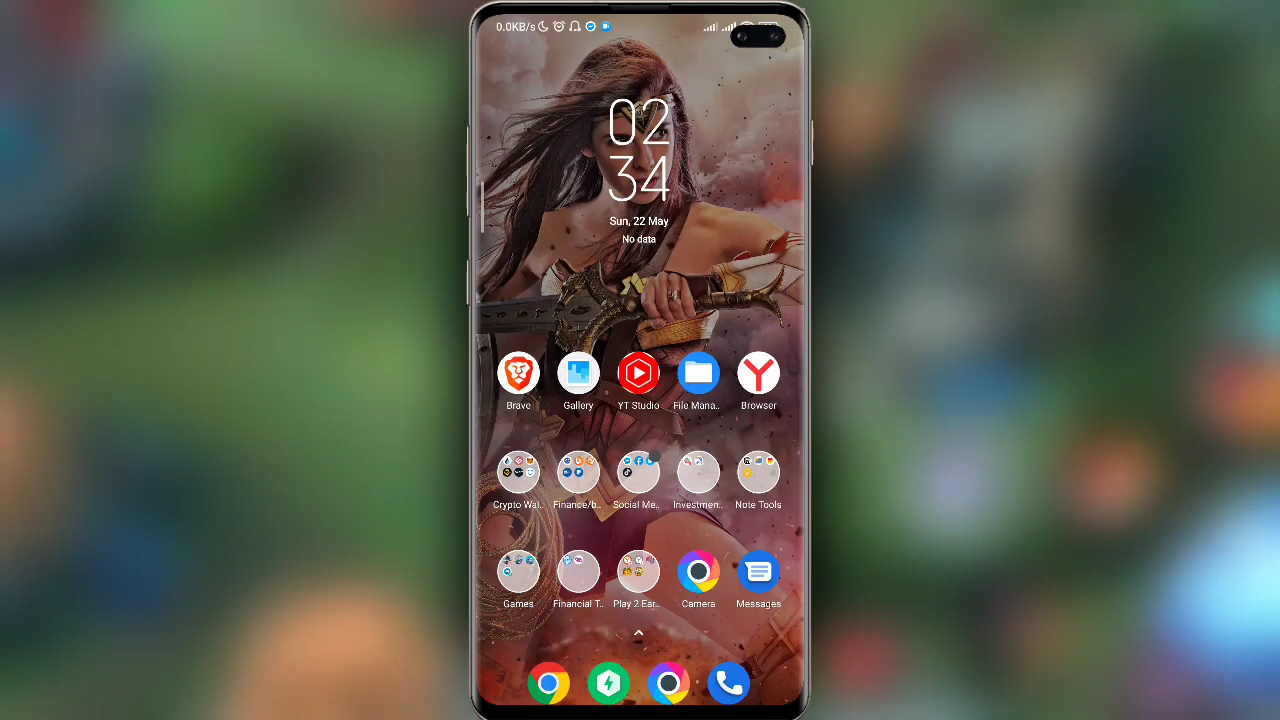 0.0KB/s
02
34
Sun, 22 May
No data
Brave Gallery YT Studio File Mana.. Browser
Crypto Wal.. Finance/b.. Social Me.. Investmen.. Note Tools
Games Financial T.. Play 2 Ear.. Camera Messages